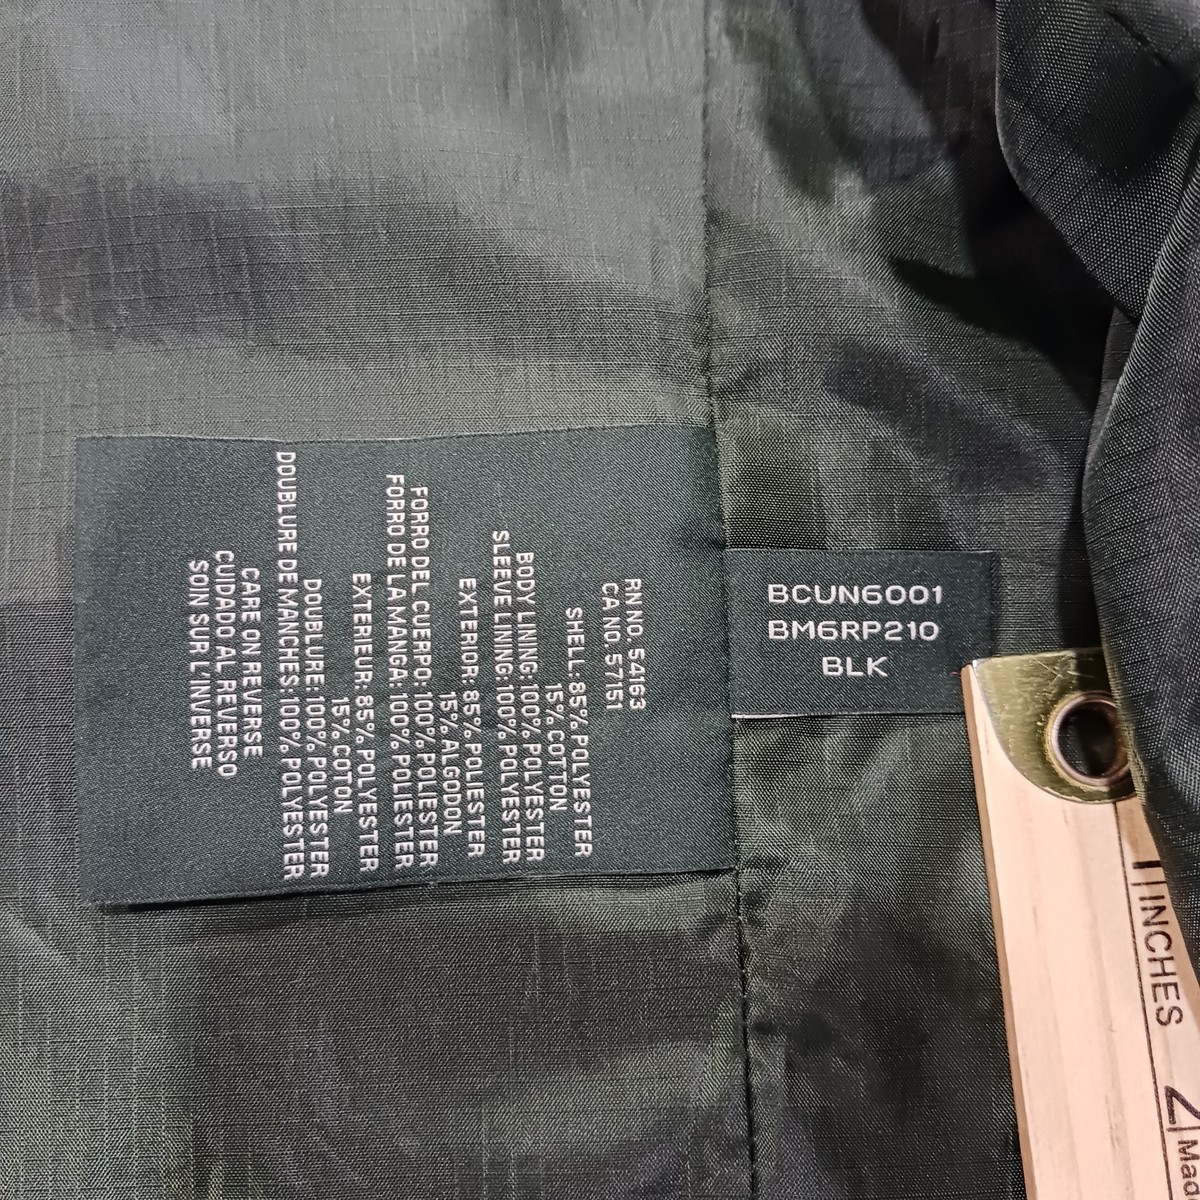 RN NO. 54163
CA NO. 57151
SHELL: 85% POLYESTER
15% COTTON
BODY LINING: 100% POLYESTER
SLEEVE LINING: 100% POLYESTER
EXTERIOR: 85% POLIESTER
15% ALGODON
FORRO DEL CUERPO: 100% POLIESTER
FORRO DE LA MANGA: 100% POLIESTER
EXTERIEUR: 85% POLYESTER
15% COTON
DOUBLURE: 100% POLYESTER
DOUBLURE DE MANCHES: 100% POLYESTER
CARE ON REVERSE
CUIDADO AL REVERSO
SOIN SUR L'INVERSE
BCUN6001
BM6RP210
BLK
1 INCHES
2